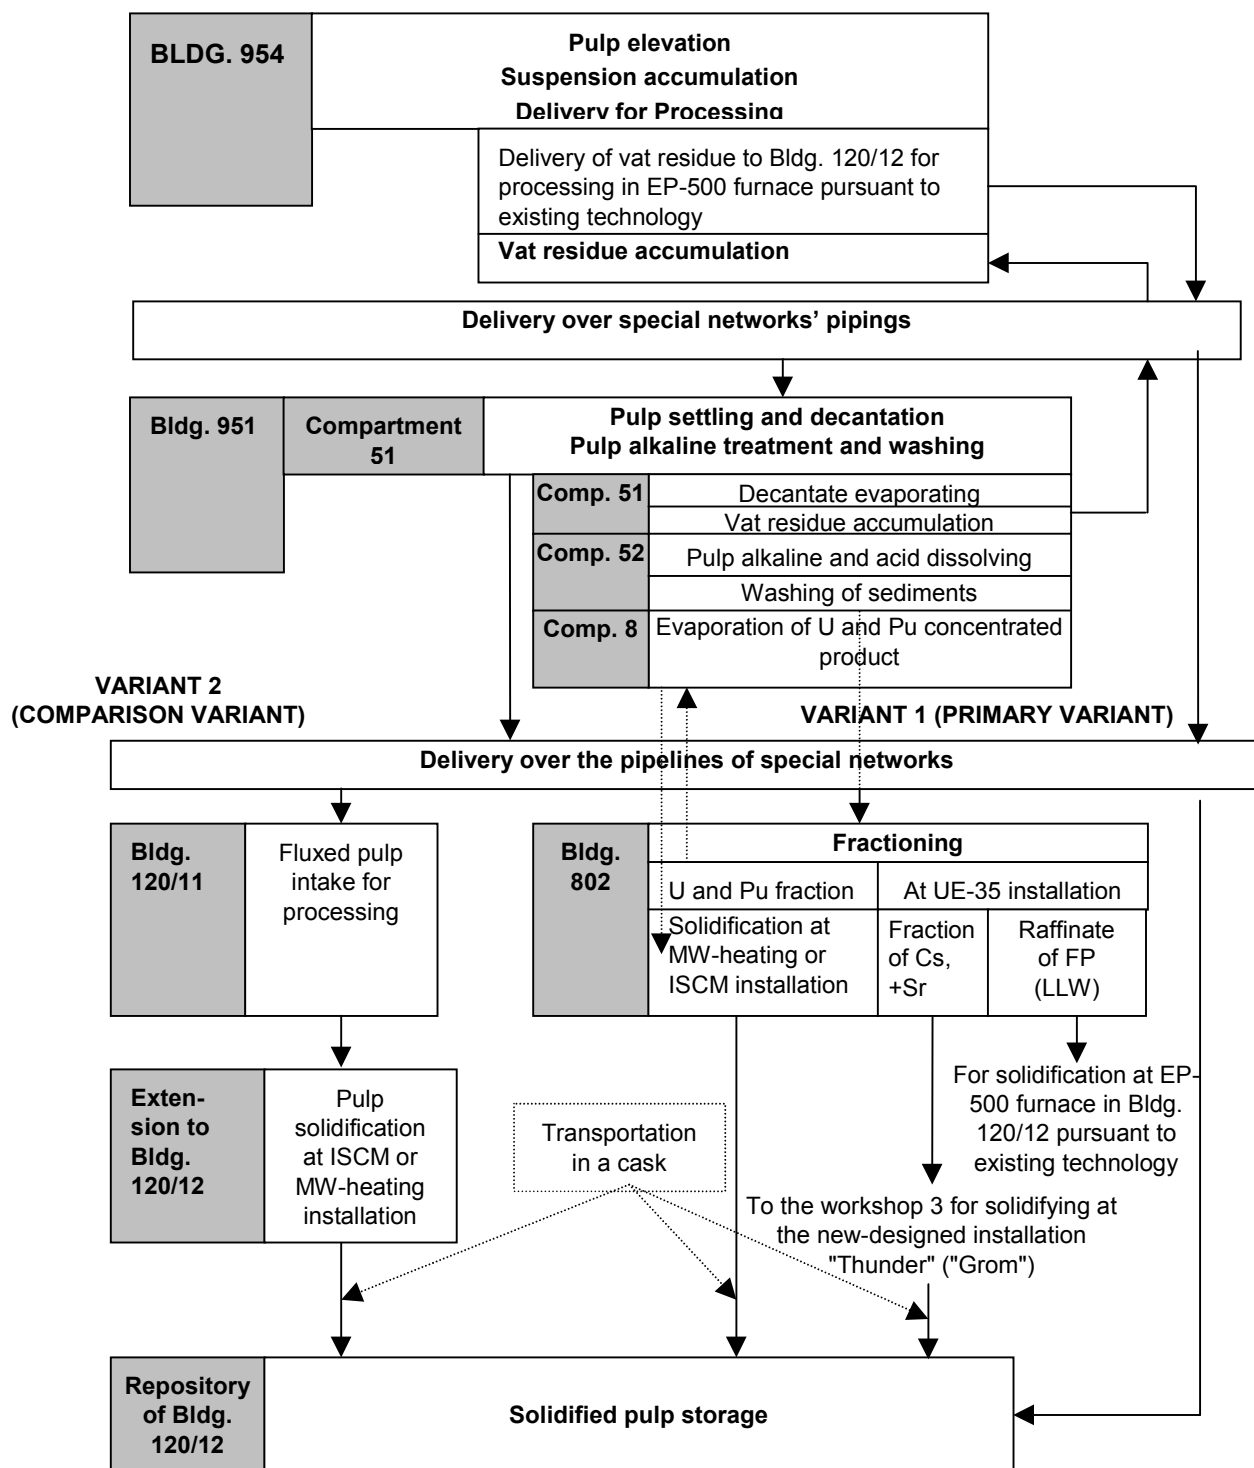 BLDG. 954
Pulp elevation
Suspension accumulation
Delivery for Processing
Delivery of vat residue to Bldg. 120/12 for
processing in EP-500 furnace pursuant to
existing technology
Vat residue accumulation
Delivery over special networks’ pipings
Bldg. 951
Compartment
51
Pulp settling and decantation
Pulp alkaline treatment and washing
Comp. 51
Decantate evaporating
Vat residue accumulation
Comp. 52
Pulp alkaline and acid dissolving
Washing of sediments
Comp. 8
Evaporation of U and Pu concentrated
product
VARIANT 2
(COMPARISON VARIANT)
VARIANT 1 (PRIMARY VARIANT)
Delivery over the pipelines of special networks
Bldg.
120/11
Fluxed pulp
intake for
processing
Bldg.
802
Fractioning
U and Pu fraction
At UE-35 installation
Solidification at
MW-heating or
ISCM installation
Fraction
of Cs,
+Sr
Raffinate
of FP
(LLW)
Exten-
sion to
Bldg.
120/12
Pulp
solidification
at ISCM or
MW-heating
installation
Transportation
in a cask
For solidification at EP-
500 furnace in Bldg.
120/12 pursuant to
existing technology
To the workshop 3 for solidifying at
the new-designed installation
"Thunder" ("Grom")
Repository
of Bldg.
120/12
Solidified pulp storage